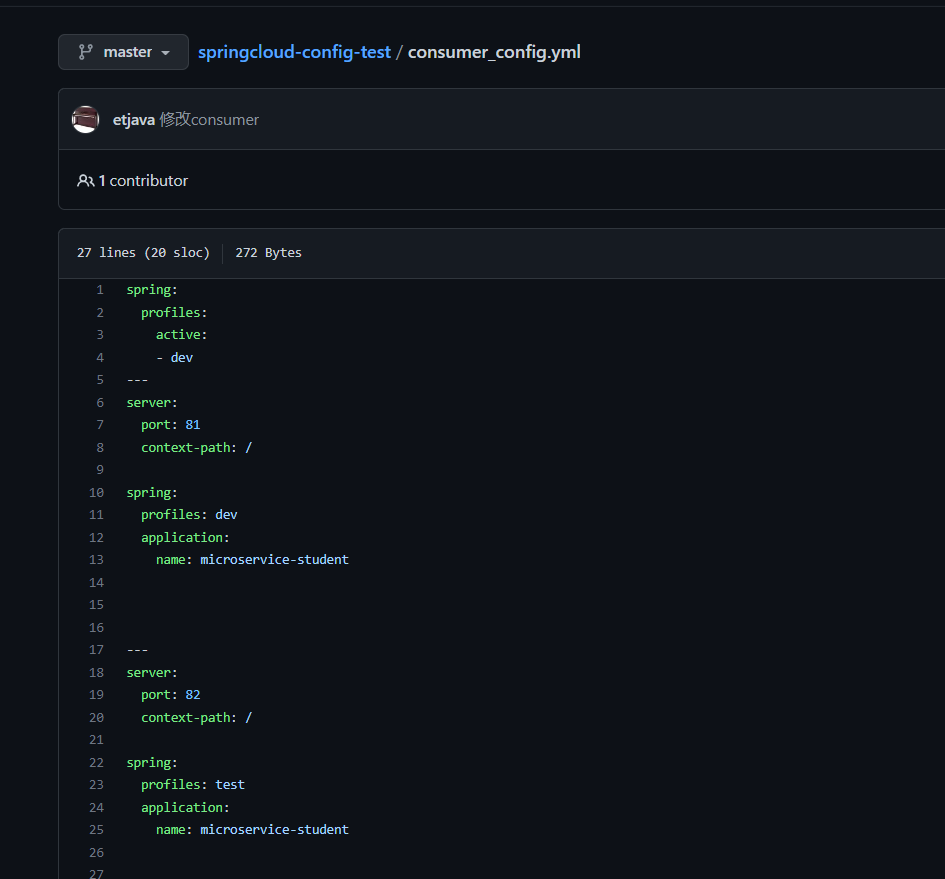 master springcloud-config-test / consumer_config.yml
etjava 修改consumer
1 contributor
27 lines (20 sloc) 272 Bytes
1 spring:
2   profiles:
3     active:
4     - dev
5 ---
6 server:
7   port: 81
8   context-path: /
9
10 spring:
11   profiles: dev
12   application:
13     name: microservice-student
14
15
16
17 ---
18 server:
19   port: 82
20   context-path: /
21
22 spring:
23   profiles: test
24   application:
25     name: microservice-student
26
27